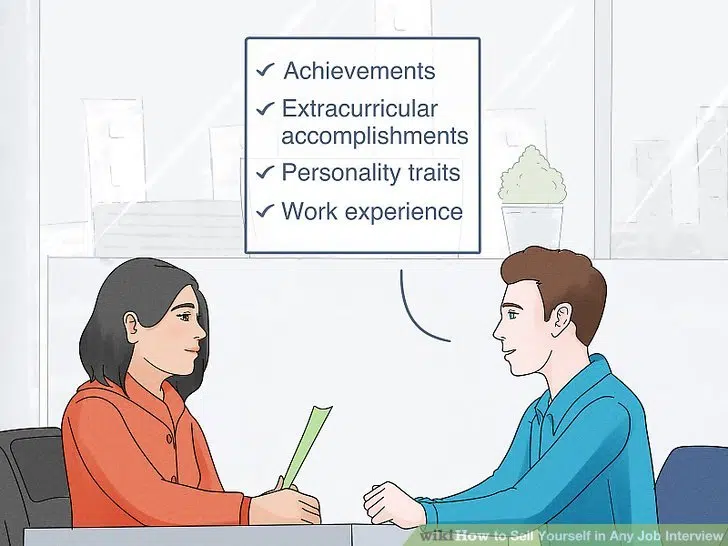 ✓ Achievements
✓ Extracurricular
accomplishments
✓ Personality traits
✓ Work experience
wikiHow to Sell Yourself in Any Job Interview